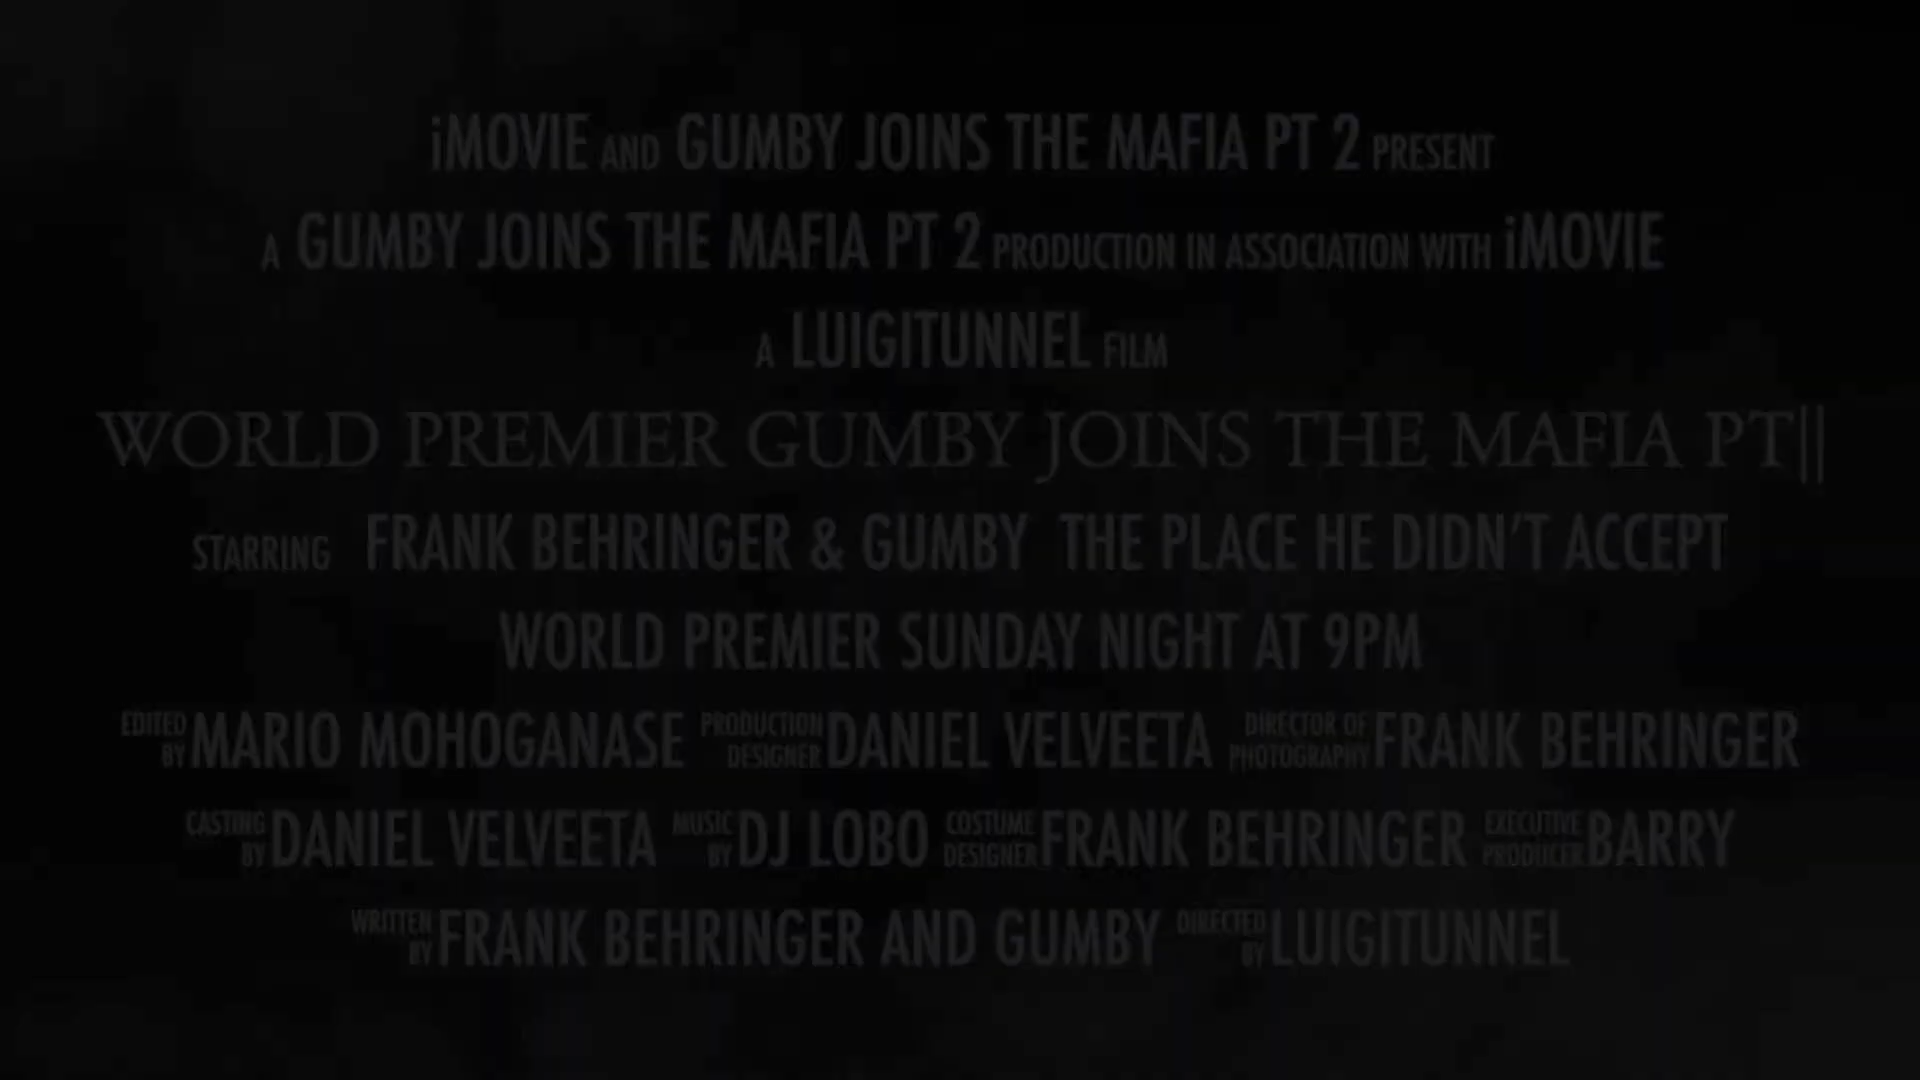 iMOVIE AND GUMBY JOINS THE MAFIA PT 2 PRESENT
A GUMBY JOINS THE MAFIA PT 2 PRODUCTION IN ASSOCIATION WITH iMOVIE
A LUIGITUNNEL FILM
WORLD PREMIER GUMBY JOINS THE MAFIA PT||
STARRING FRANK BEHRINGER & GUMBY THE PLACE HE DIDN'T ACCEPT
WORLD PREMIER SUNDAY NIGHT AT 9PM
EDITED BY MARIO MOHOGANASE PRODUCTION DESIGNER DANIEL VELVEETA DIRECTOR OF PHOTOGRAPHY FRANK BEHRINGER
CASTING BY DANIEL VELVEETA MUSIC BY DJ LOBO COSTUME DESIGNER FRANK BEHRINGER EXECUTIVE PRODUCER BARRY
WRITTEN BY FRANK BEHRINGER AND GUMBY DIRECTED BY LUIGITUNNEL